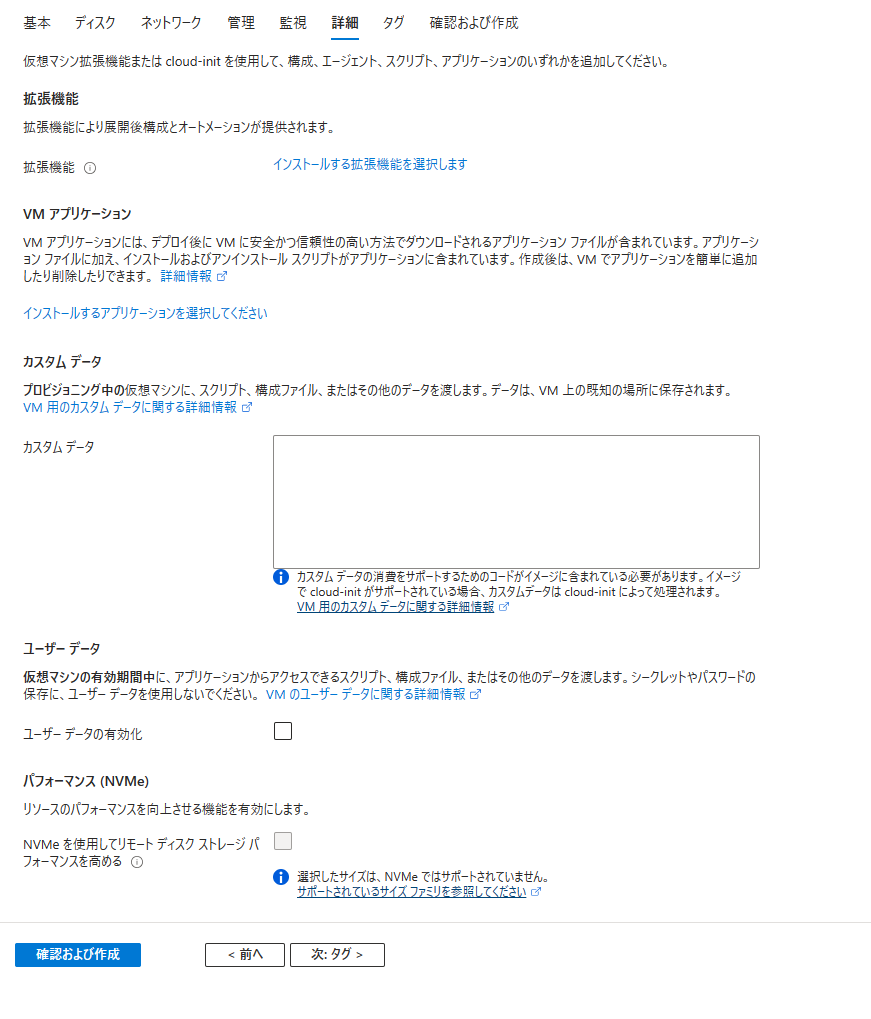 基本 ディスク ネットワーク 管理 監視 詳細 タグ 確認および作成
仮想マシン拡張機能または cloud-init を使用して、構成、エージェント、スクリプト、アプリケーションのいずれかを追加してください。
拡張機能
拡張機能により展開後構成とオートメーションが提供されます。
拡張機能 インストールする拡張機能を選択します
VM アプリケーション
VM アプリケーションには、デプロイ後に VM に安全かつ信頼性の高い方法でダウンロードされるアプリケーション ファイルが含まれています。アプリケーシ
ョン ファイルに加え、インストールおよびアンインストール スクリプトがアプリケーションに含まれています。作成後は、VM でアプリケーションを簡単に追加
したり削除したりできます。 詳細情報
インストールするアプリケーションを選択してください
カスタム データ
プロビジョニング中の仮想マシンに、スクリプト、構成ファイル、またはその他のデータを渡します。データは、VM 上の既知の場所に保存されます。
VM 用のカスタム データに関する詳細情報
カスタム データ
カスタム データの消費をサポートするためのコードがイメージに含まれている必要があります。イメージ
で cloud-init がサポートされている場合、カスタムデータは cloud-init によって処理されます。
VM 用のカスタム データに関する詳細情報
ユーザー データ
仮想マシンの有効期間中に、アプリケーションからアクセスできるスクリプト、構成ファイル、またはその他のデータを渡します。シークレットやパスワードの
保存に、ユーザー データを使用しないでください。 VM のユーザー データに関する詳細情報
ユーザー データの有効化
パフォーマンス (NVMe)
リソースのパフォーマンスを向上させる機能を有効にします。
NVMe を使用してリモート ディスク ストレージ パ
フォーマンスを高める
選択したサイズは、NVMe ではサポートされていません。
サポートされているサイズ ファミリを参照してください
確認および作成 < 前へ 次: タグ >